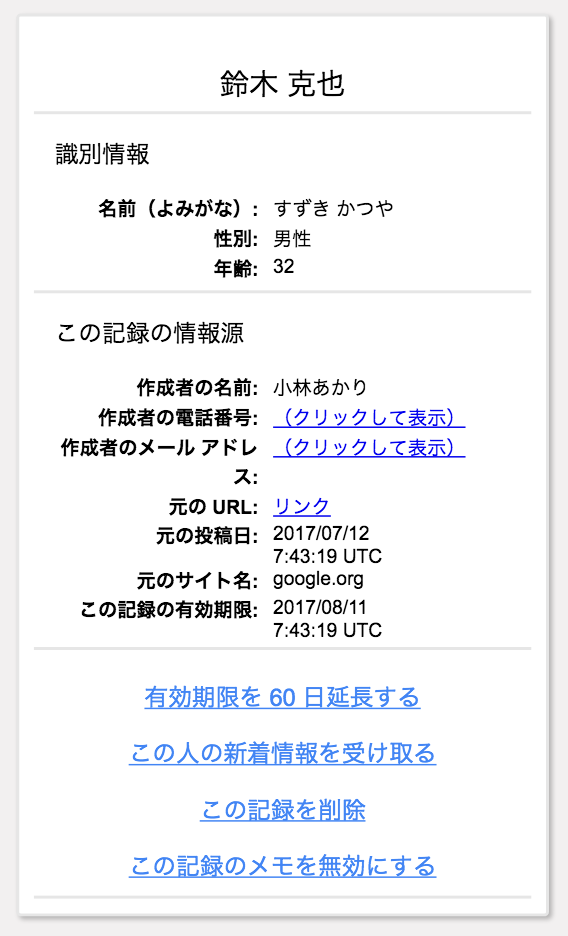 鈴木 克也
識別情報
名前（よみがな）: すずき かつや
性別: 男性
年齢: 32
この記録の情報源
作成者の名前: 小林あかり
作成者の電話番号: （クリックして表示）
作成者のメール アドレ （クリックして表示）
ス:
元の URL: リンク
元の投稿日: 2017/07/12
7:43:19 UTC
元のサイト名: google.org
この記録の有効期限: 2017/08/11
7:43:19 UTC
有効期限を 60 日延長する
この人の新着情報を受け取る
この記録を削除
この記録のメモを無効にする